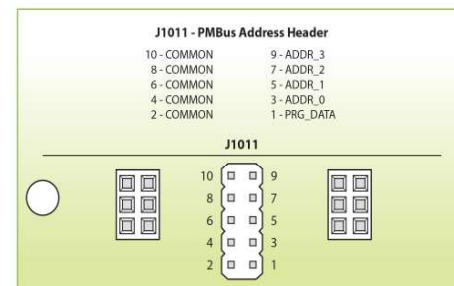 J1011 - PMBus Address Header
10 - COMMON 9 - ADDR_3
8 - COMMON 7 - ADDR_2
6 - COMMON 5 - ADDR_1
4 - COMMON 3 - ADDR_0
2 - COMMON 1 - PRG_DATA
J1011
10 9
8 7
6 5
4 3
2 1